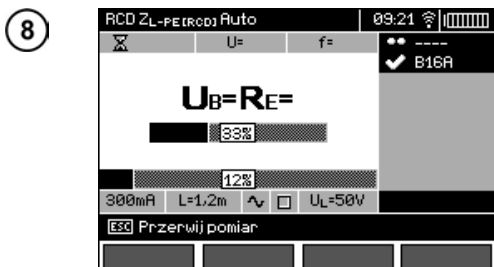 8
RCD ZL-PE[RCD] Auto 09:21
U= f= ----
B16A
UB=RE=
33%
12%
300mA L=1,2m UL=50V
ESC Przerwij pomiar